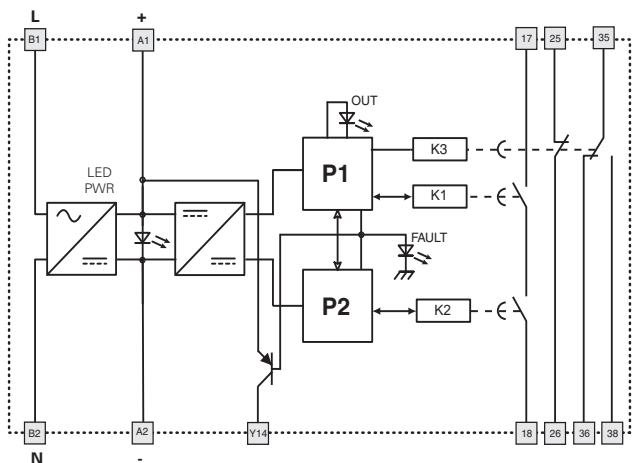 L +
B1 A1 17 25 35
OUT
LED
PWR
P1
K3
K1
FAULT
P2
K2
B2 A2 Y14 18 26 36 38
N -